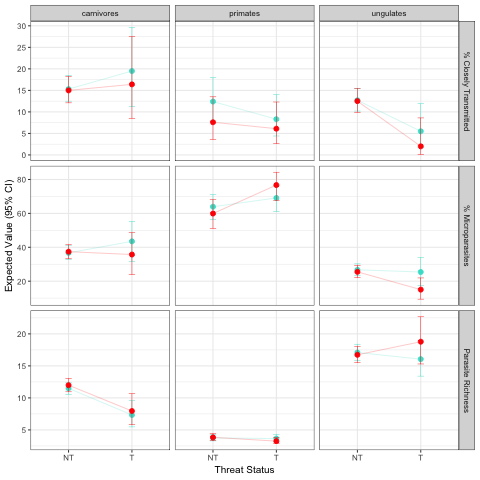 carnivores primates ungulates
30
25
20
15
10
5
0
% Closely Transmitted
80
60
40
20
% Microparasites
20
15
10
5
Parasite Richness
Expected Value (95% CI)
NT T NT T NT T
Threat Status